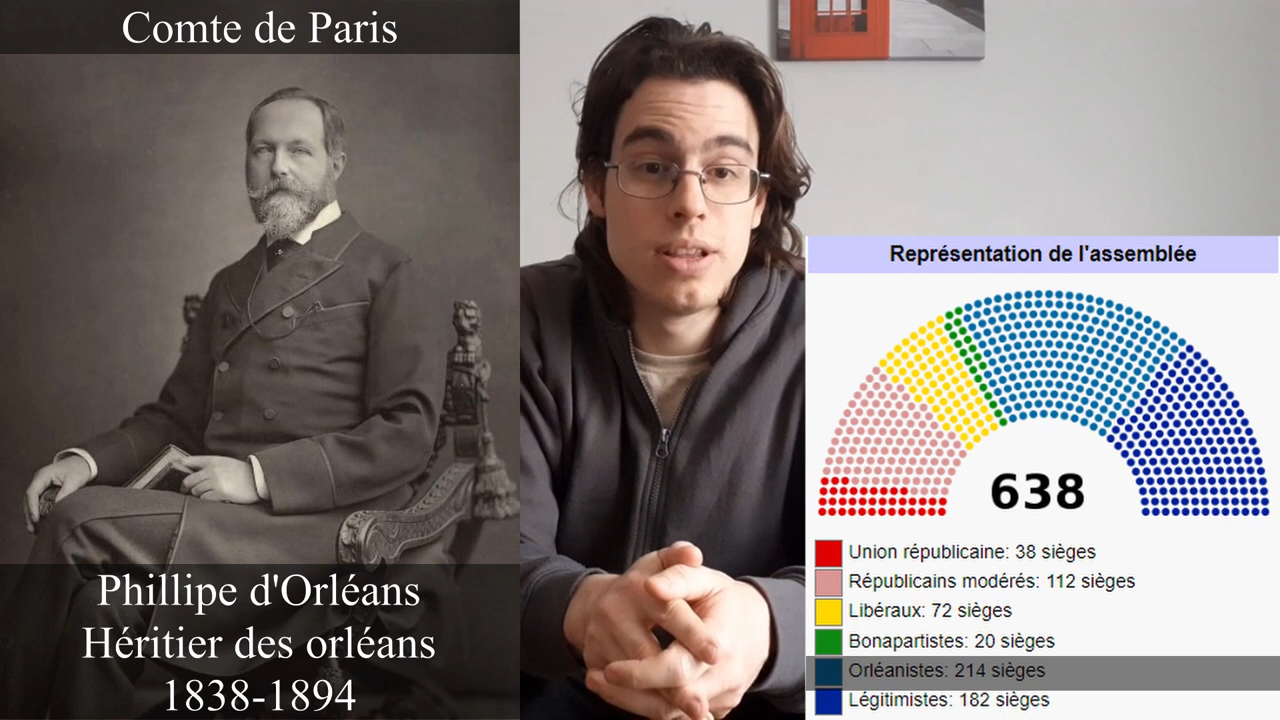 Comte de Paris
Phillipe d'Orléans
Héritier des orléans
1838-1894
Représentation de l'assemblée
638
Union républicaine: 38 sièges
Républicains modérés: 112 sièges
Libéraux: 72 sièges
Bonapartistes: 20 sièges
Orléanistes: 214 sièges
Légitimistes: 182 sièges